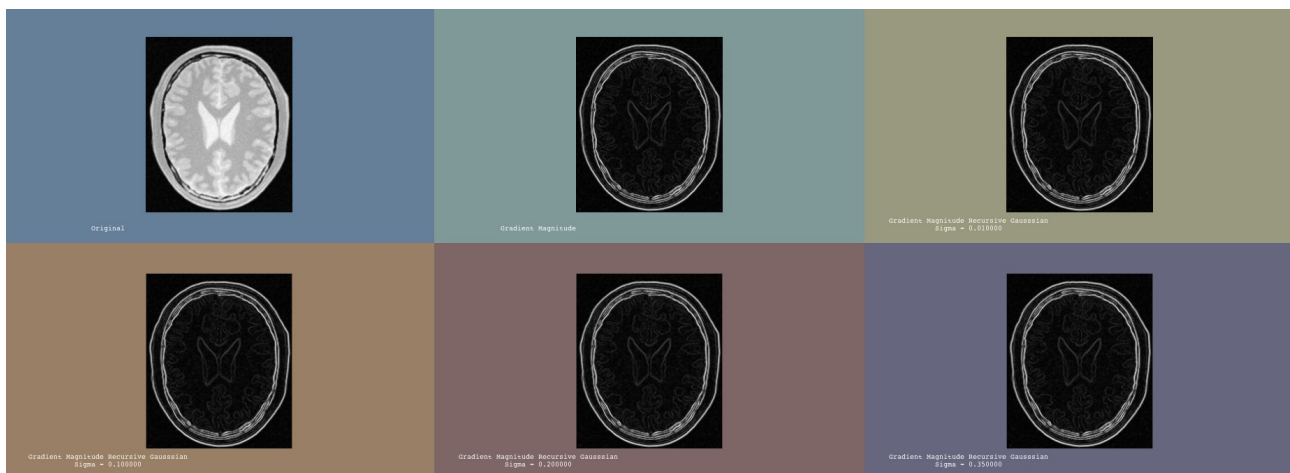 Original
Gradient Magnitude
Gradient Magnitude Recursive Gausssian
Sigma = 0.010000
Gradient Magnitude Recursive Gausssian
Sigma = 0.100000
Gradient Magnitude Recursive Gausssian
Sigma = 0.200000
Gradient Magnitude Recursive Gausssian
Sigma = 0.350000